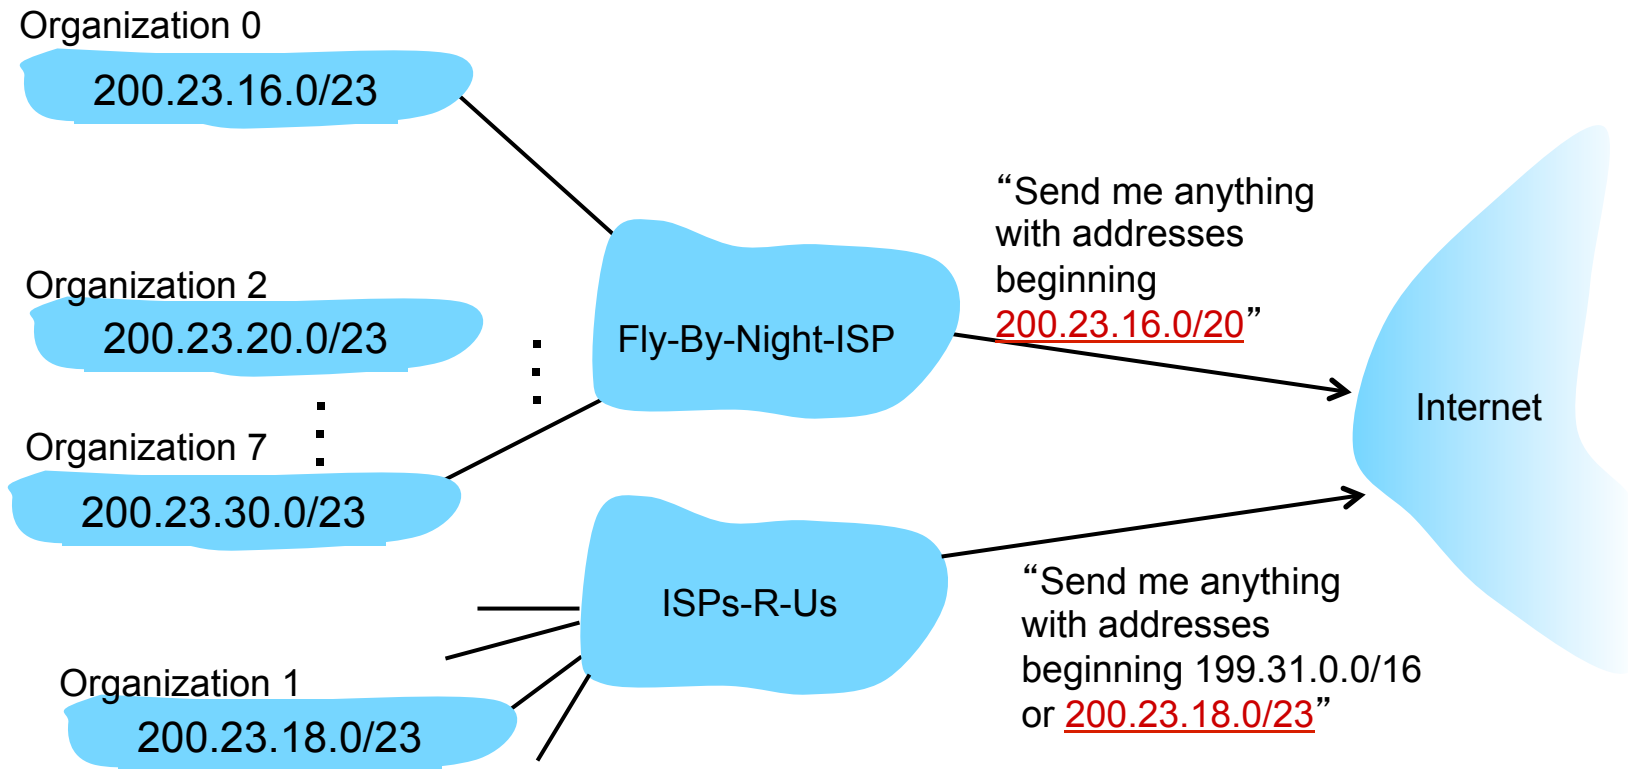 Organization 0
200.23.16.0/23
Organization 2
200.23.20.0/23
Organization 7
200.23.30.0/23
Organization 1
200.23.18.0/23
Fly-By-Night-ISP
ISPs-R-Us
“Send me anything
with addresses
beginning
200.23.16.0/20”
“Send me anything
with addresses
beginning 199.31.0.0/16
or 200.23.18.0/23”
Internet